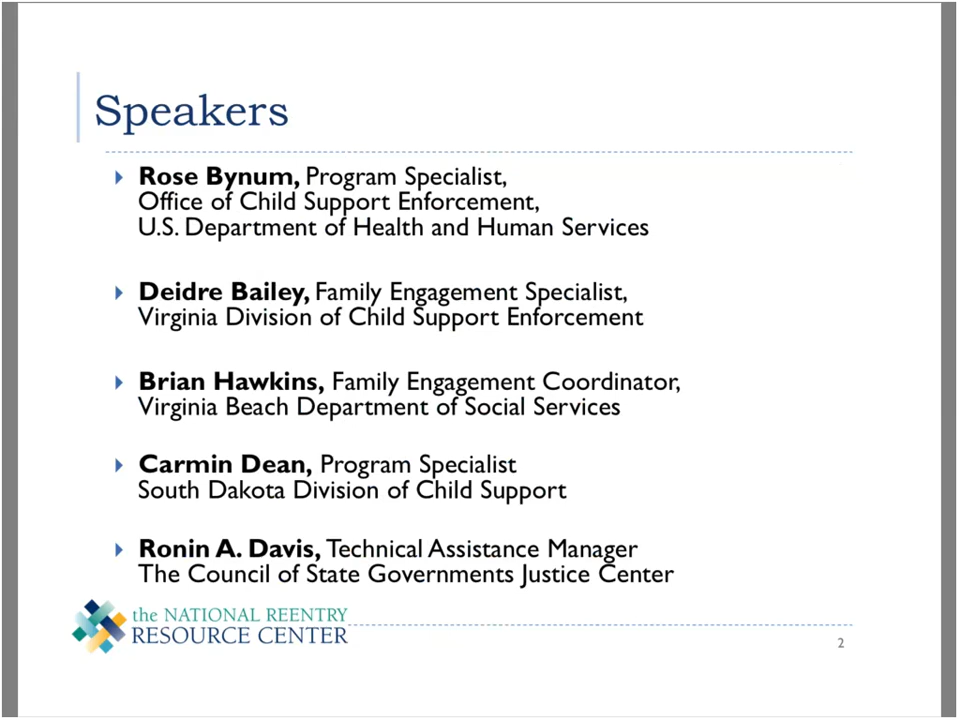 Speakers
Rose Bynum, Program Specialist,
Office of Child Support Enforcement,
U.S. Department of Health and Human Services
Deidre Bailey, Family Engagement Specialist,
Virginia Division of Child Support Enforcement
Brian Hawkins, Family Engagement Coordinator,
Virginia Beach Department of Social Services
Carmin Dean, Program Specialist
South Dakota Division of Child Support
Ronin A. Davis, Technical Assistance Manager
The Council of State Governments Justice Center
the NATIONAL REENTRY
RESOURCE CENTER
2